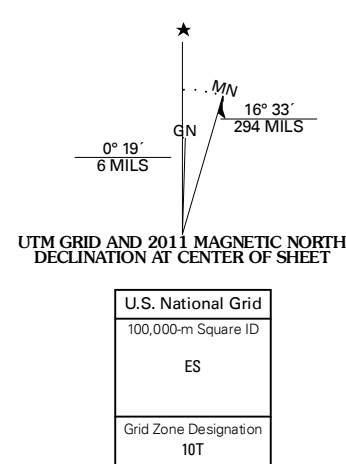 ★
MN
GN
16° 33´
294 MILS
0° 19´
6 MILS
UTM GRID AND 2011 MAGNETIC NORTH
DECLINATION AT CENTER OF SHEET
U.S. National Grid
100,000-m Square ID
ES
Grid Zone Designation
10T